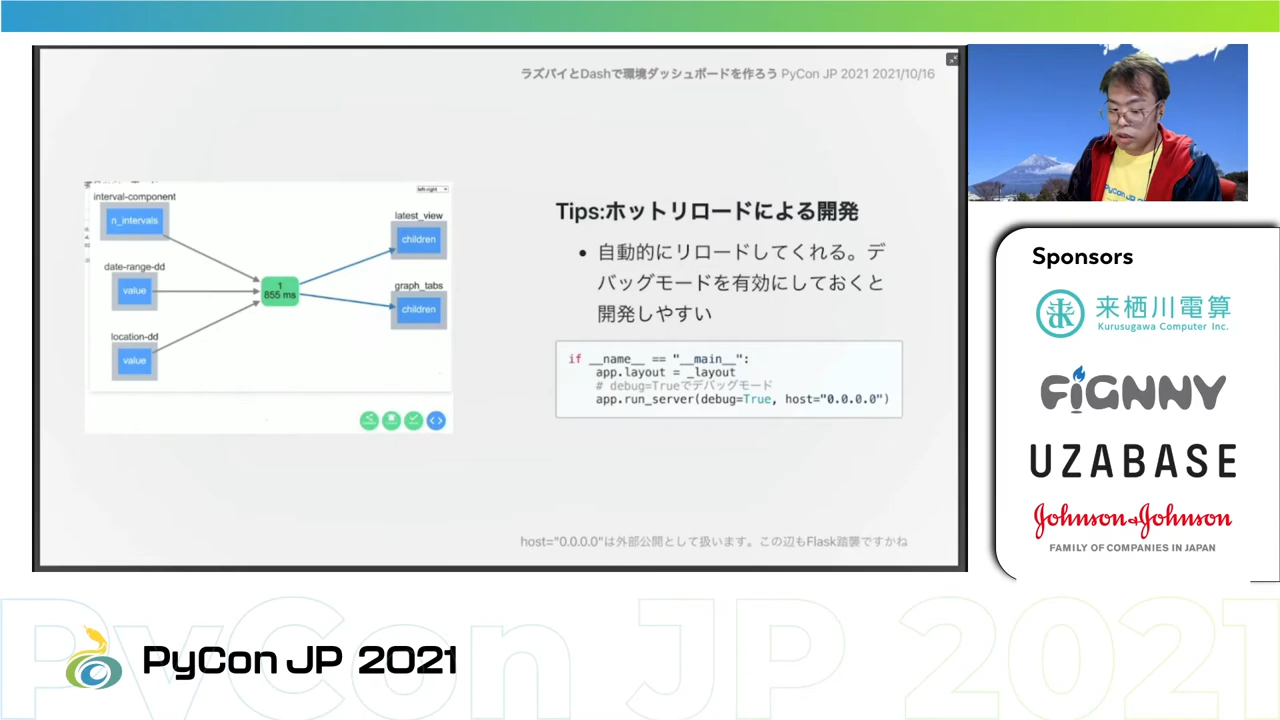 ラズパイとDashで環境ダッシュボードを作ろう PyCon JP 2021 2021/10/16
left-right
interval-component
n_intervals
date-range-dd
value
location-dd
value
1
855 ms
latest_view
children
graph_tabs
children
Tips:ホットリロードによる開発
• 自動的にリロードしてくれる。デ
バッグモードを有効にしておくと
開発しやすい
if __name__ == "__main__":
    app.layout = _layout
    # debug=Trueでデバッグモード
    app.run_server(debug=True, host="0.0.0.0")
host="0.0.0.0"は外部公開として扱います。この辺もFlask踏襲ですかね
PyCon JP
Sponsors
来栖川電算
Kurusugawa Computer Inc.
FiGNNY
UZABASE
Johnson&Johnson
FAMILY OF COMPANIES IN JAPAN
PyCon JP 2021
PyCon JP 2021